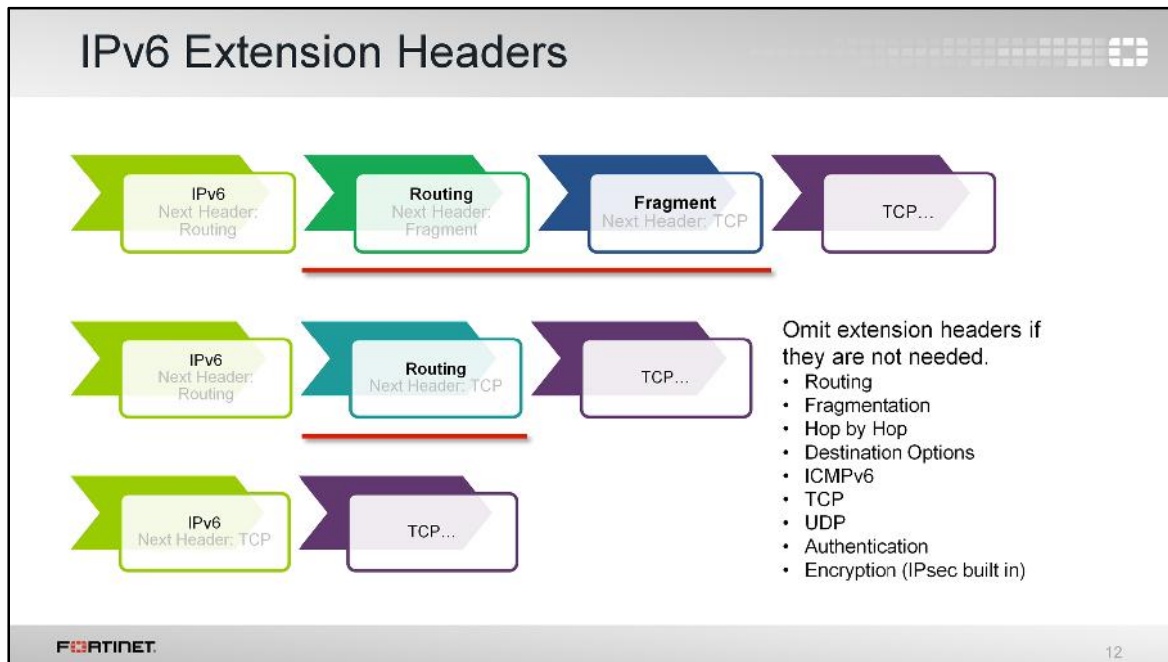 IPv6 Extension Headers
IPv6
Next Header:
Routing
Routing
Next Header:
Fragment
Fragment
Next Header: TCP
TCP...
IPv6
Next Header:
Routing
Routing
Next Header: TCP
TCP...
IPv6
Next Header: TCP
TCP...
Omit extension headers if
they are not needed.
• Routing
• Fragmentation
• Hop by Hop
• Destination Options
• ICMPv6
• TCP
• UDP
• Authentication
• Encryption (IPsec built in)
FORTINET.
12